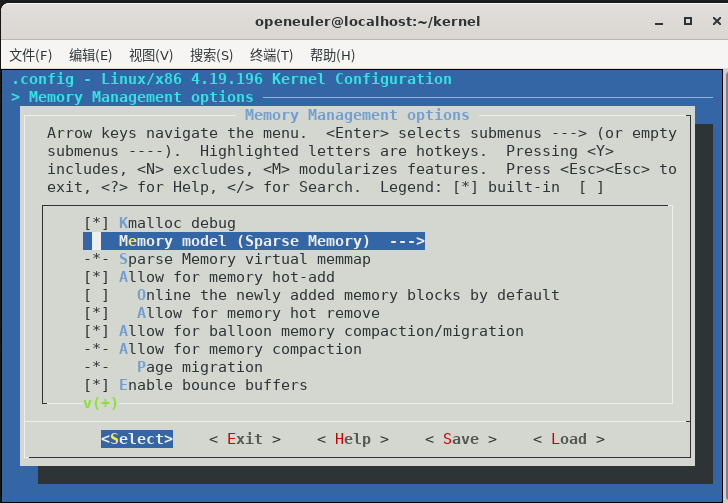 openeuler@localhost:~/kernel
文件(F) 编辑(E) 视图(V) 搜索(S) 终端(T) 帮助(H)
.config - Linux/x86 4.19.196 Kernel Configuration
> Memory Management options
Memory Management options
Arrow keys navigate the menu.  <Enter> selects submenus ---> (or empty
submenus ----).  Highlighted letters are hotkeys.  Pressing <Y>
includes, <N> excludes, <M> modularizes features.  Press <Esc><Esc> to
exit, <?> for Help, </> for Search.  Legend: [*] built-in  [ ]
[*] Kmalloc debug
Memory model (Sparse Memory)  --->
-*- Sparse Memory virtual memmap
[*] Allow for memory hot-add
[ ]   Online the newly added memory blocks by default
[*]   Allow for memory hot remove
[*] Allow for balloon memory compaction/migration
-*- Allow for memory compaction
-*-   Page migration
[*] Enable bounce buffers
v(+)
<Select>    < Exit >    < Help >    < Save >    < Load >